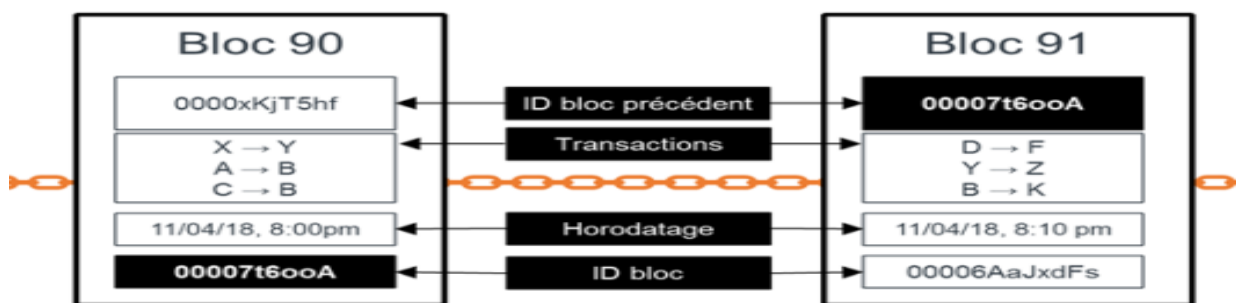 Bloc 90
0000xKjT5hf
X → Y
A → B
C → B
11/04/18, 8:00pm
00007t6ooA
ID bloc précédent
Transactions
Horodatage
ID bloc
Bloc 91
00007t6ooA
D → F
Y → Z
B → K
11/04/18, 8:10 pm
00006AaJxdFs